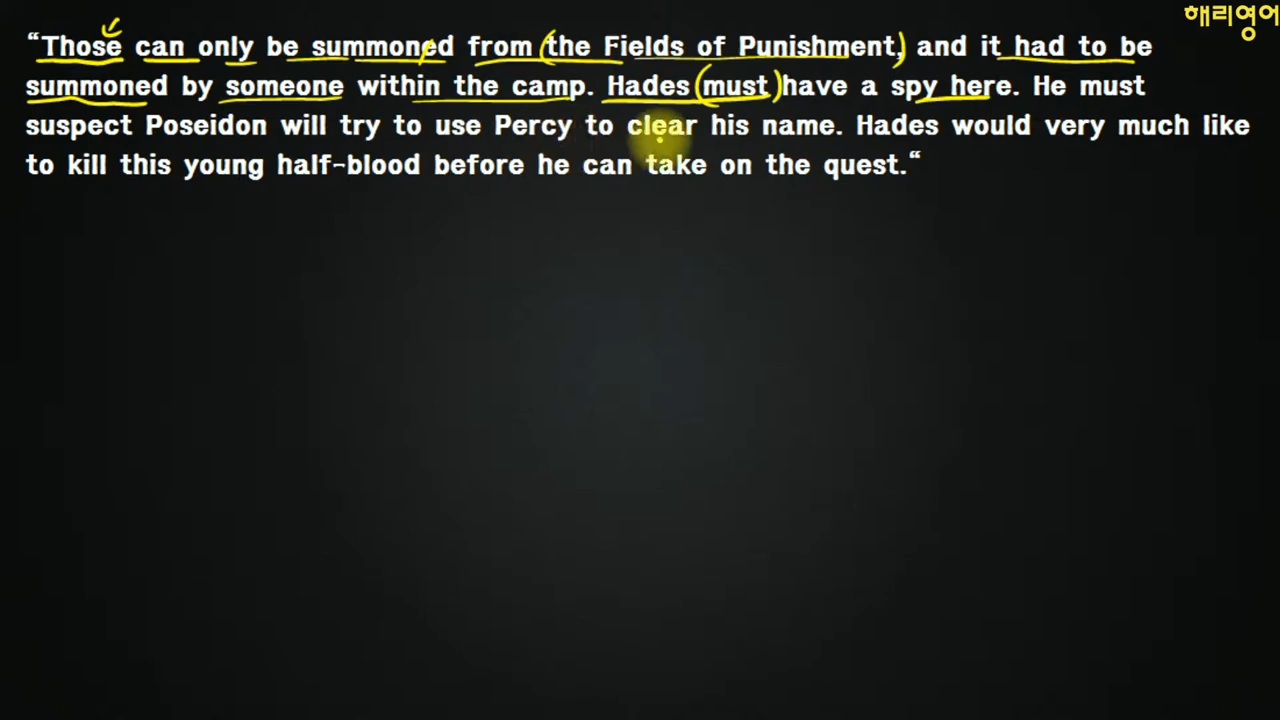 해리영어
“Those can only be summoned from the Fields of Punishment, and it had to be
summoned by someone within the camp. Hades must have a spy here. He must
suspect Poseidon will try to use Percy to clear his name. Hades would very much like
to kill this young half-blood before he can take on the quest.“